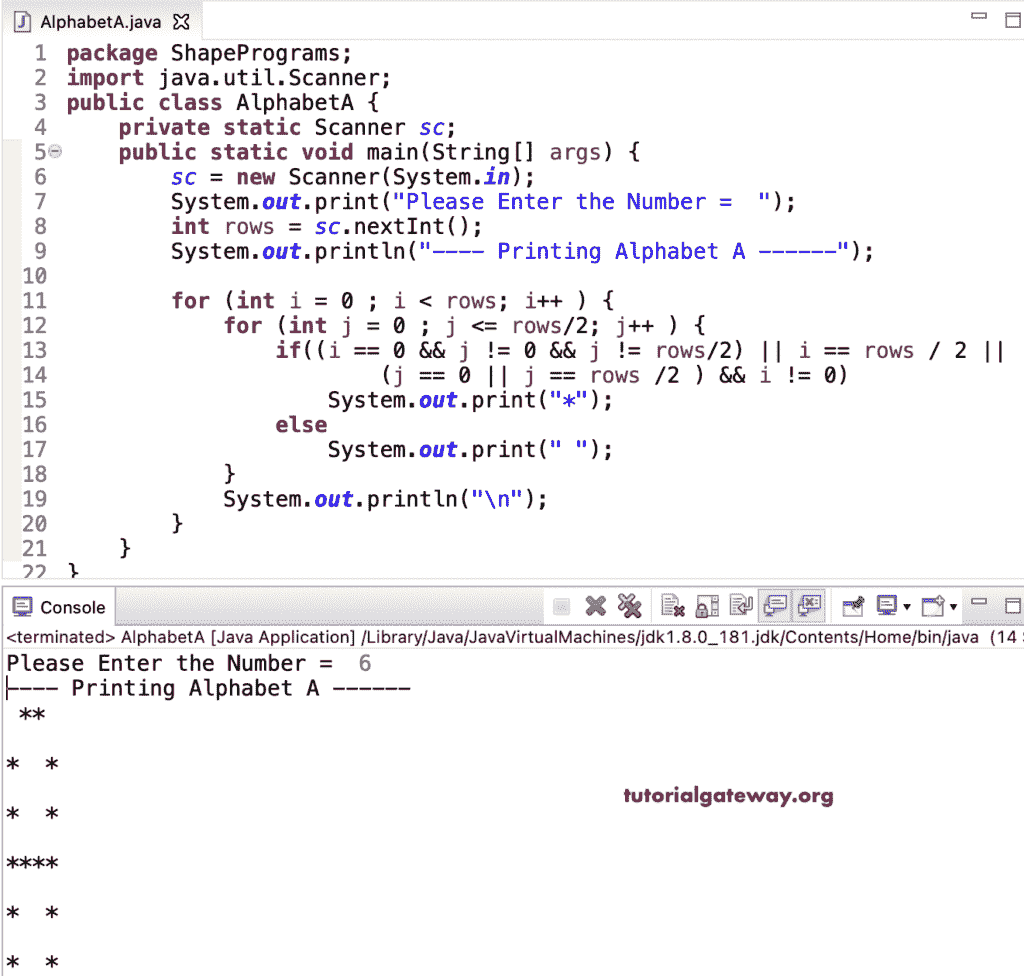 AlphabetA.java
1 package ShapePrograms;
2 import java.util.Scanner;
3 public class AlphabetA {
4     private static Scanner sc;
5     public static void main(String[] args) {
6         sc = new Scanner(System.in);
7         System.out.print("Please Enter the Number =  ");
8         int rows = sc.nextInt();
9         System.out.println("---- Printing Alphabet A ------");
10
11         for (int i = 0 ; i < rows; i++ ) {
12             for (int j = 0 ; j <= rows/2; j++ ) {
13                 if((i == 0 && j != 0 && j != rows/2) || i == rows / 2 ||
14                         (j == 0 || j == rows /2 ) && i != 0)
15                     System.out.print("*");
16                 else
17                     System.out.print(" ");
18             }
19             System.out.println("\n");
20         }
21     }
22 }
Console
<terminated> AlphabetA [Java Application] /Library/Java/JavaVirtualMachines/jdk1.8.0_181.jdk/Contents/Home/bin/java (14
Please Enter the Number =  6
---- Printing Alphabet A ------
 **
*  *
tutorialgateway.org
*  *
****
*  *
*  *